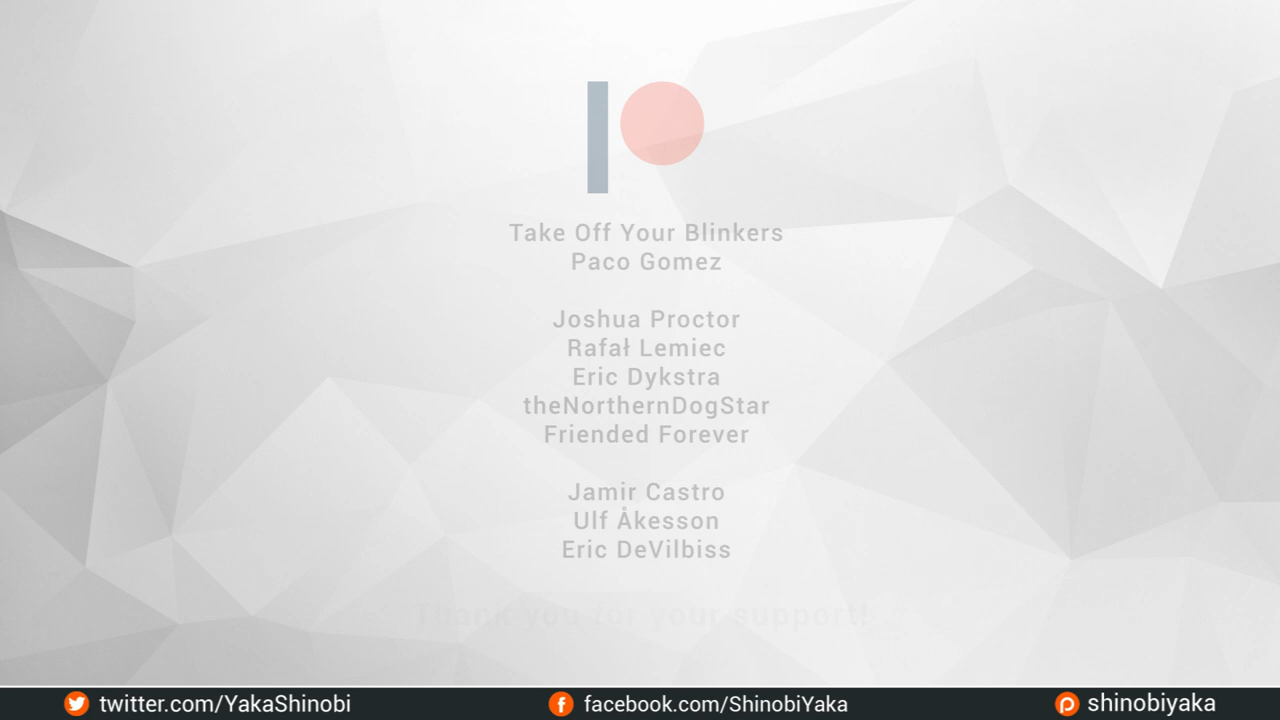 Take Off Your Blinkers
Paco Gomez
Joshua Proctor
Rafał Lemiec
Eric Dykstra
theNorthernDogStar
Friended Forever
Jamir Castro
Ulf Åkesson
Eric DeVilbiss
Thank you for your support!
twitter.com/YakaShinobi
facebook.com/ShinobiYaka
shinobiyaka